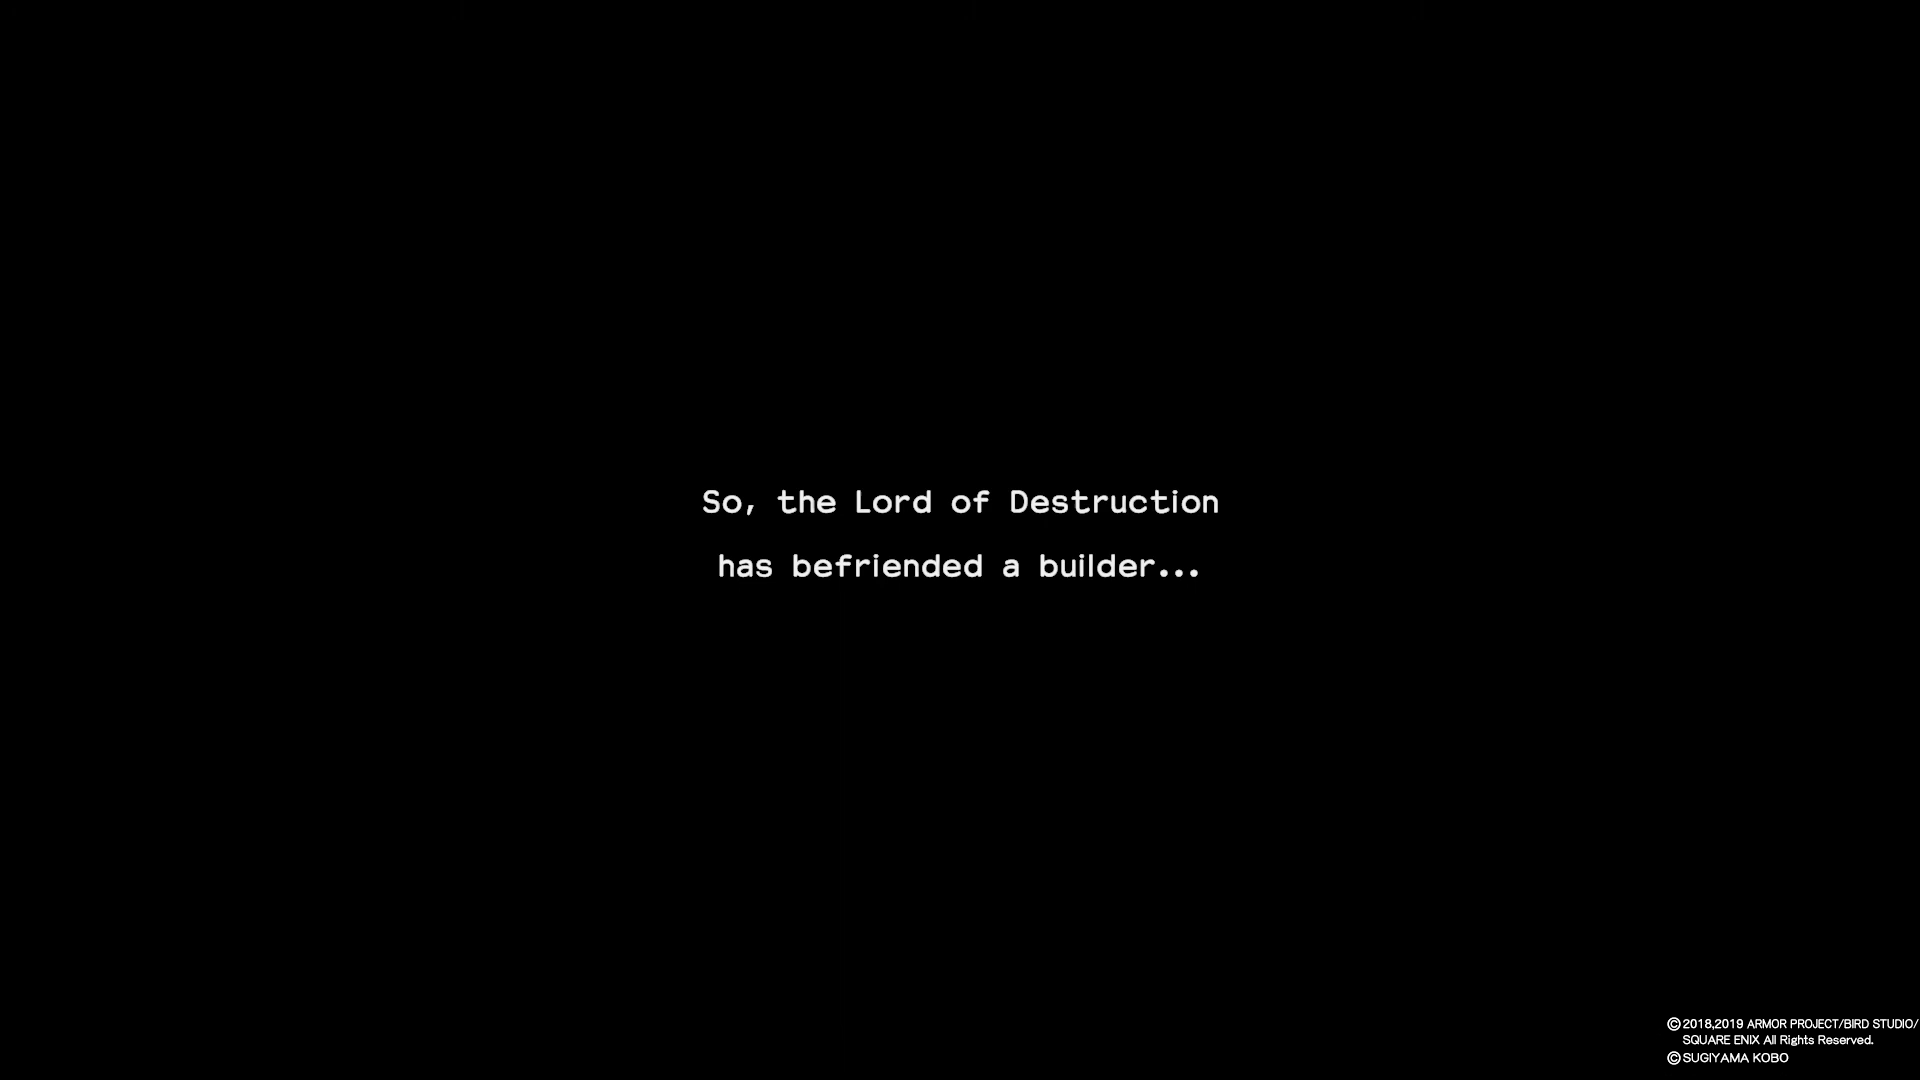 So, the Lord of Destruction
has befriended a builder...
©2018,2019 ARMOR PROJECT/BIRD STUDIO/
SQUARE ENIX All Rights Reserved.
©SUGIYAMA KOBO